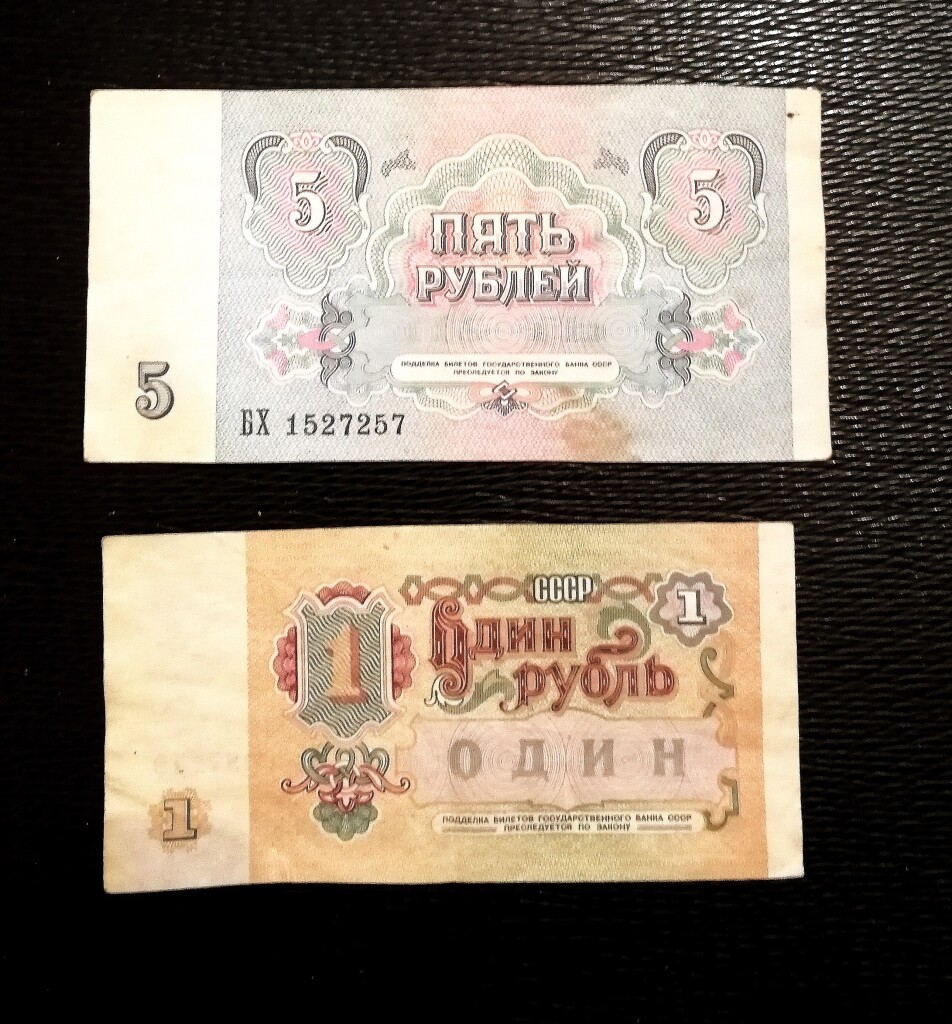 5 5
ПЯТЬ
РУБЛЕЙ
ПОДДЕЛКА БИЛЕТОВ ГОСУДАРСТВЕННОГО БАНКА СССР
ПРЕСЛЕДУЕТСЯ ПО ЗАКОНУ
5
БХ 1527257
СССР
1 1
Один
рубль
ОДИН
ПОДДЕЛКА БИЛЕТОВ ГОСУДАРСТВЕННОГО БАНКА СССР
ПРЕСЛЕДУЕТСЯ ПО ЗАКОНУ
1